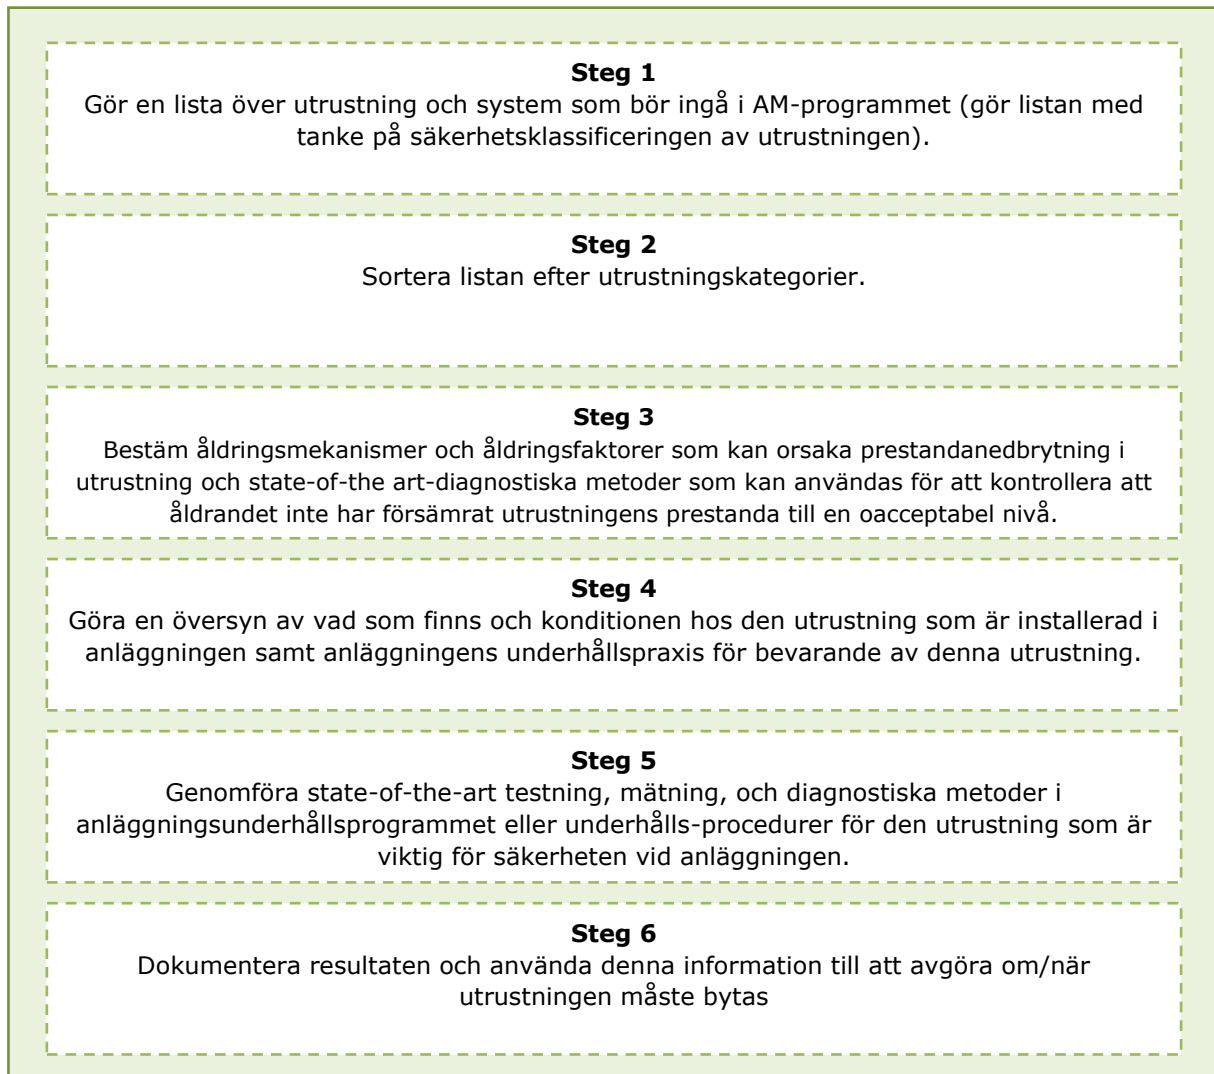 Steg 1
Gör en lista över utrustning och system som bör ingå i AM-programmet (gör listan med
tanke på säkerhetsklassificeringen av utrustningen).
Steg 2
Sortera listan efter utrustningskategorier.
Steg 3
Bestäm åldringsmekanismer och åldringsfaktorer som kan orsaka prestandanedbrytning i
utrustning och state-of-the art-diagnostiska metoder som kan användas för att kontrollera att
åldrandet inte har försämrat utrustningens prestanda till en oacceptabel nivå.
Steg 4
Göra en översyn av vad som finns och konditionen hos den utrustning som är installerad i
anläggningen samt anläggningens underhållspraxis för bevarande av denna utrustning.
Steg 5
Genomföra state-of-the-art testning, mätning, och diagnostiska metoder i
anläggningsunderhållsprogrammet eller underhålls-procedurer för den utrustning som är
viktig för säkerheten vid anläggningen.
Steg 6
Dokumentera resultaten och använda denna information till att avgöra om/när
utrustningen måste bytas